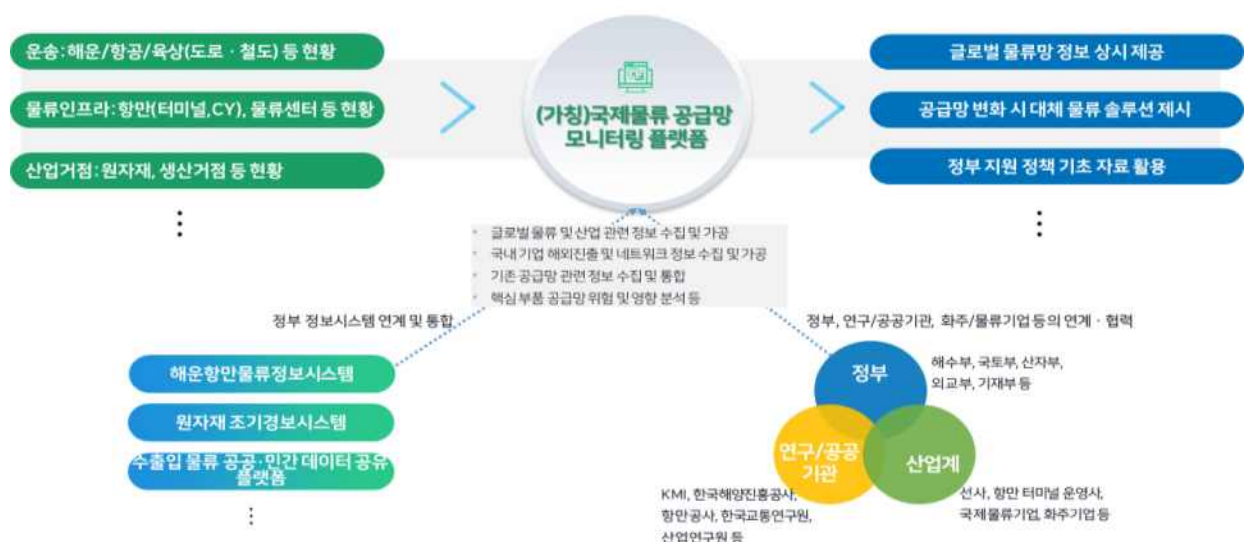 운송:해운/항공/육상(도로·철도) 등 현황
물류인프라:항만(터미널,CY), 물류센터 등 현황
산업거점:원자재, 생산거점 등 현황
(가칭)국제물류 공급망
모니터링 플랫폼
글로벌 물류망 정보 상시 제공
공급망 변화 시 대체 물류 솔루션 제시
정부 지원 정책 기초 자료 활용
글로벌 물류 및 산업 관련 정보 수집 및 가공
국내 기업 해외진출 및 네트워크 정보 수집 및 가공
기존 공급망 관련 정보 수집 및 통합
핵심 부품 공급망 위험 및 영향 분석 등
정부 정보시스템 연계 및 통합
해운항만물류정보시스템
원자재 조기경보시스템
수출입 물류 공공·민간 데이터 공유
플랫폼
정부, 연구/공공기관, 화주/물류기업 등의 연계·협력
정부
해수부, 국토부, 산자부,
외교부, 기재부 등
연구/공공
기관
산업계
KMI, 한국해양진흥공사,
항만공사, 한국교통연구원,
산업연구원 등
선사, 항만 터미널 운영사,
국제물류기업, 화주기업 등